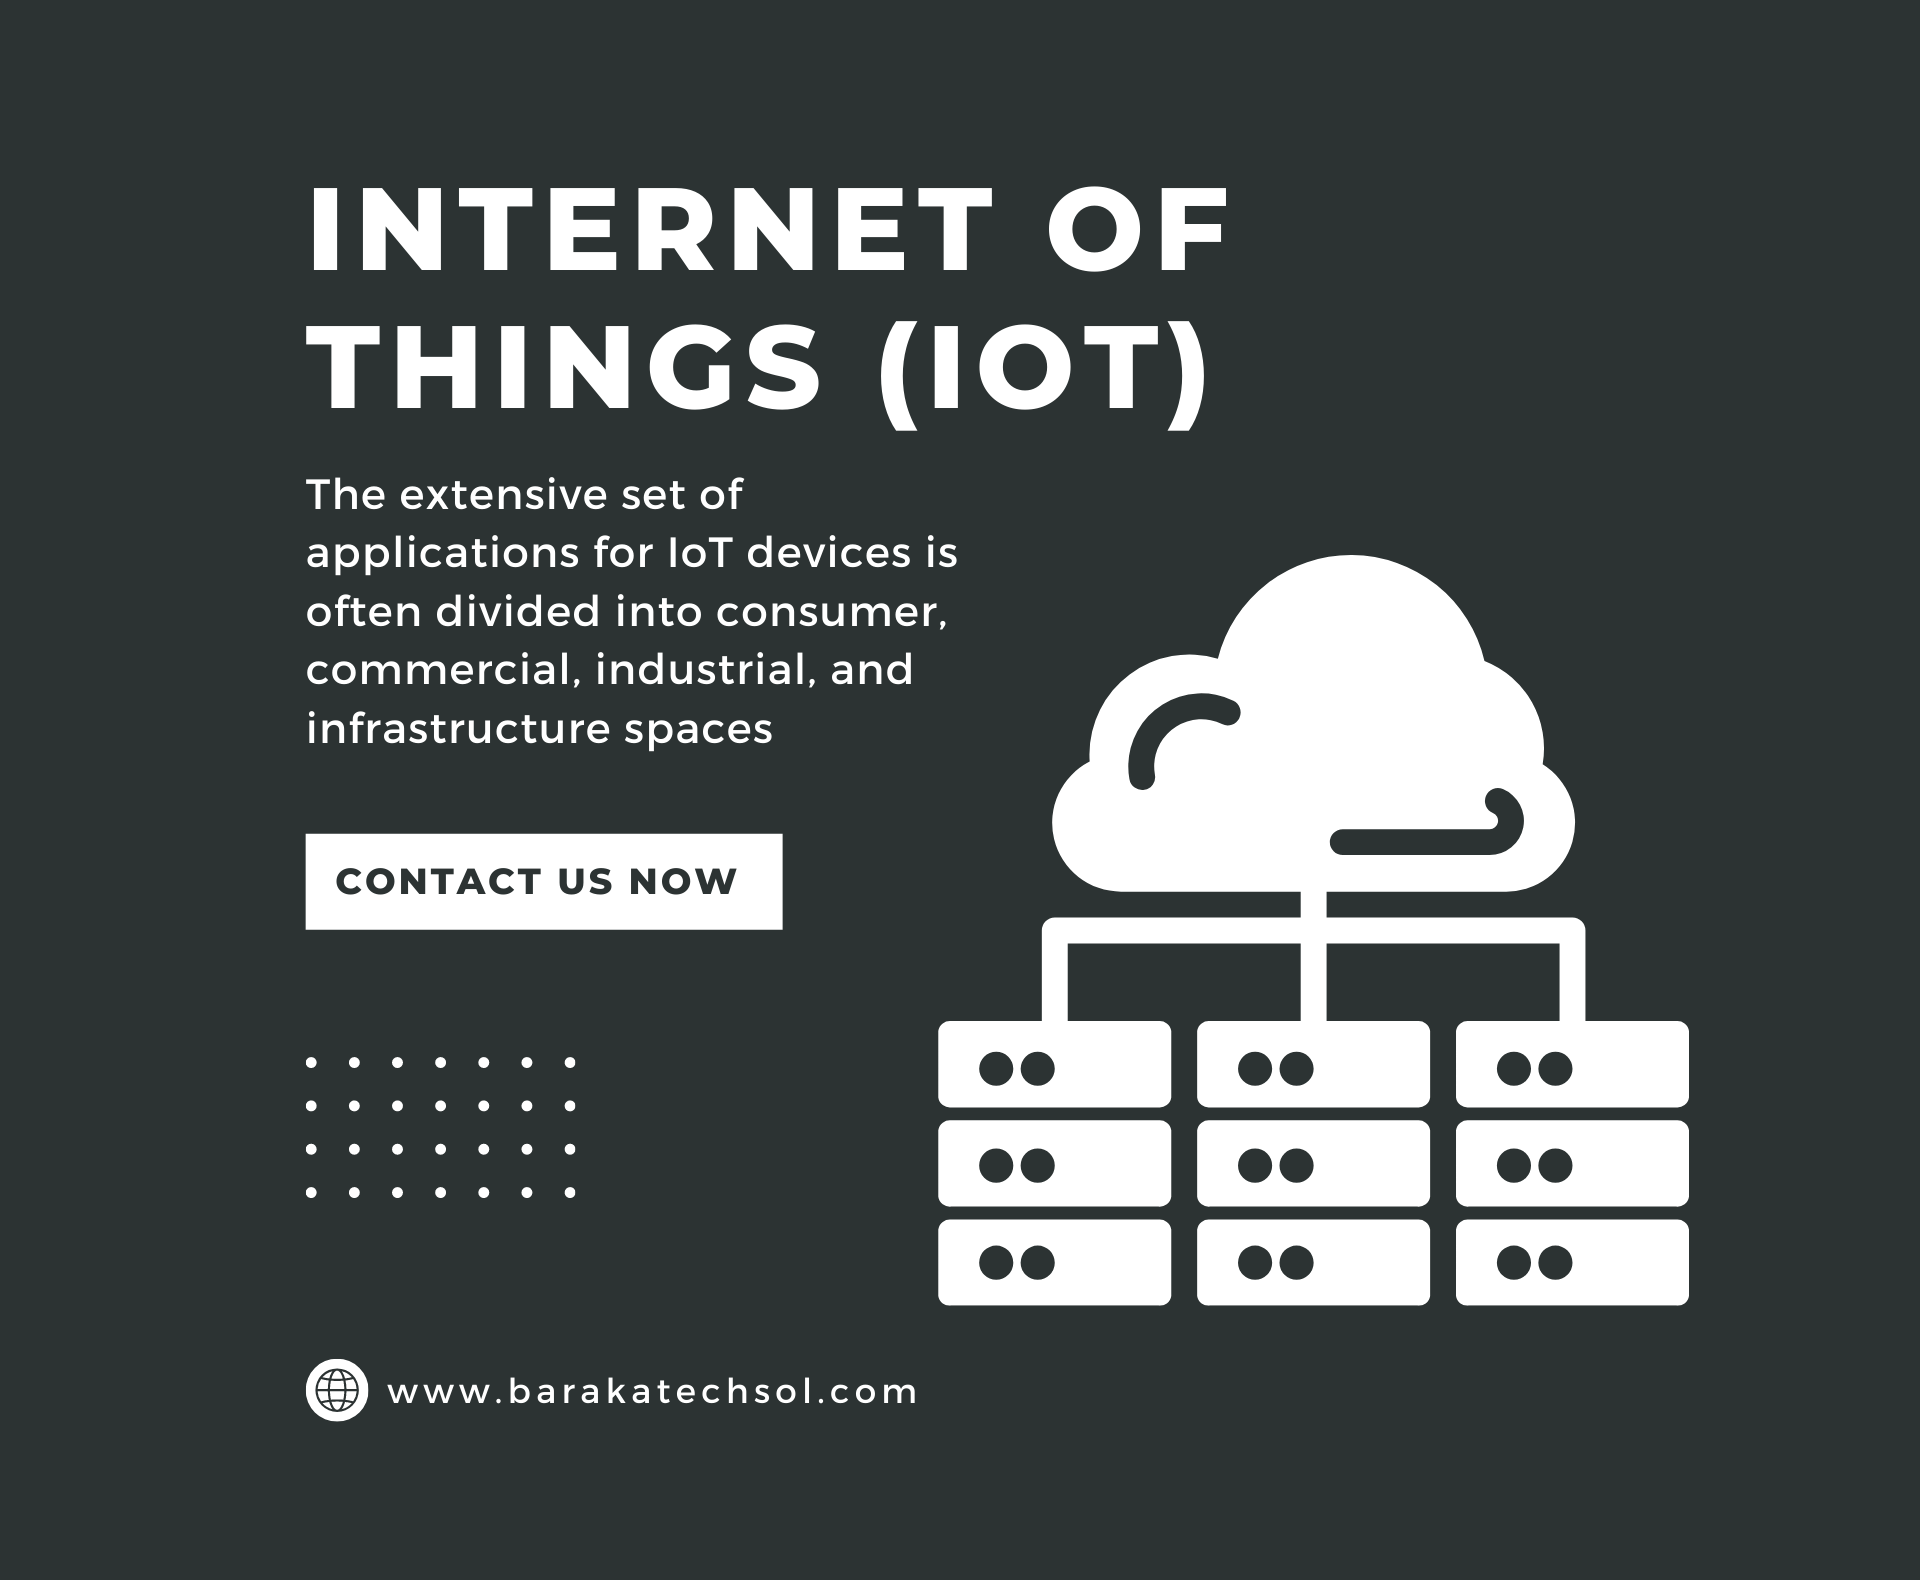 INTERNET OF
THINGS (IOT)
The extensive set of
applications for IoT devices is
often divided into consumer,
commercial, industrial, and
infrastructure spaces
CONTACT US NOW
www.barakatechsol.com